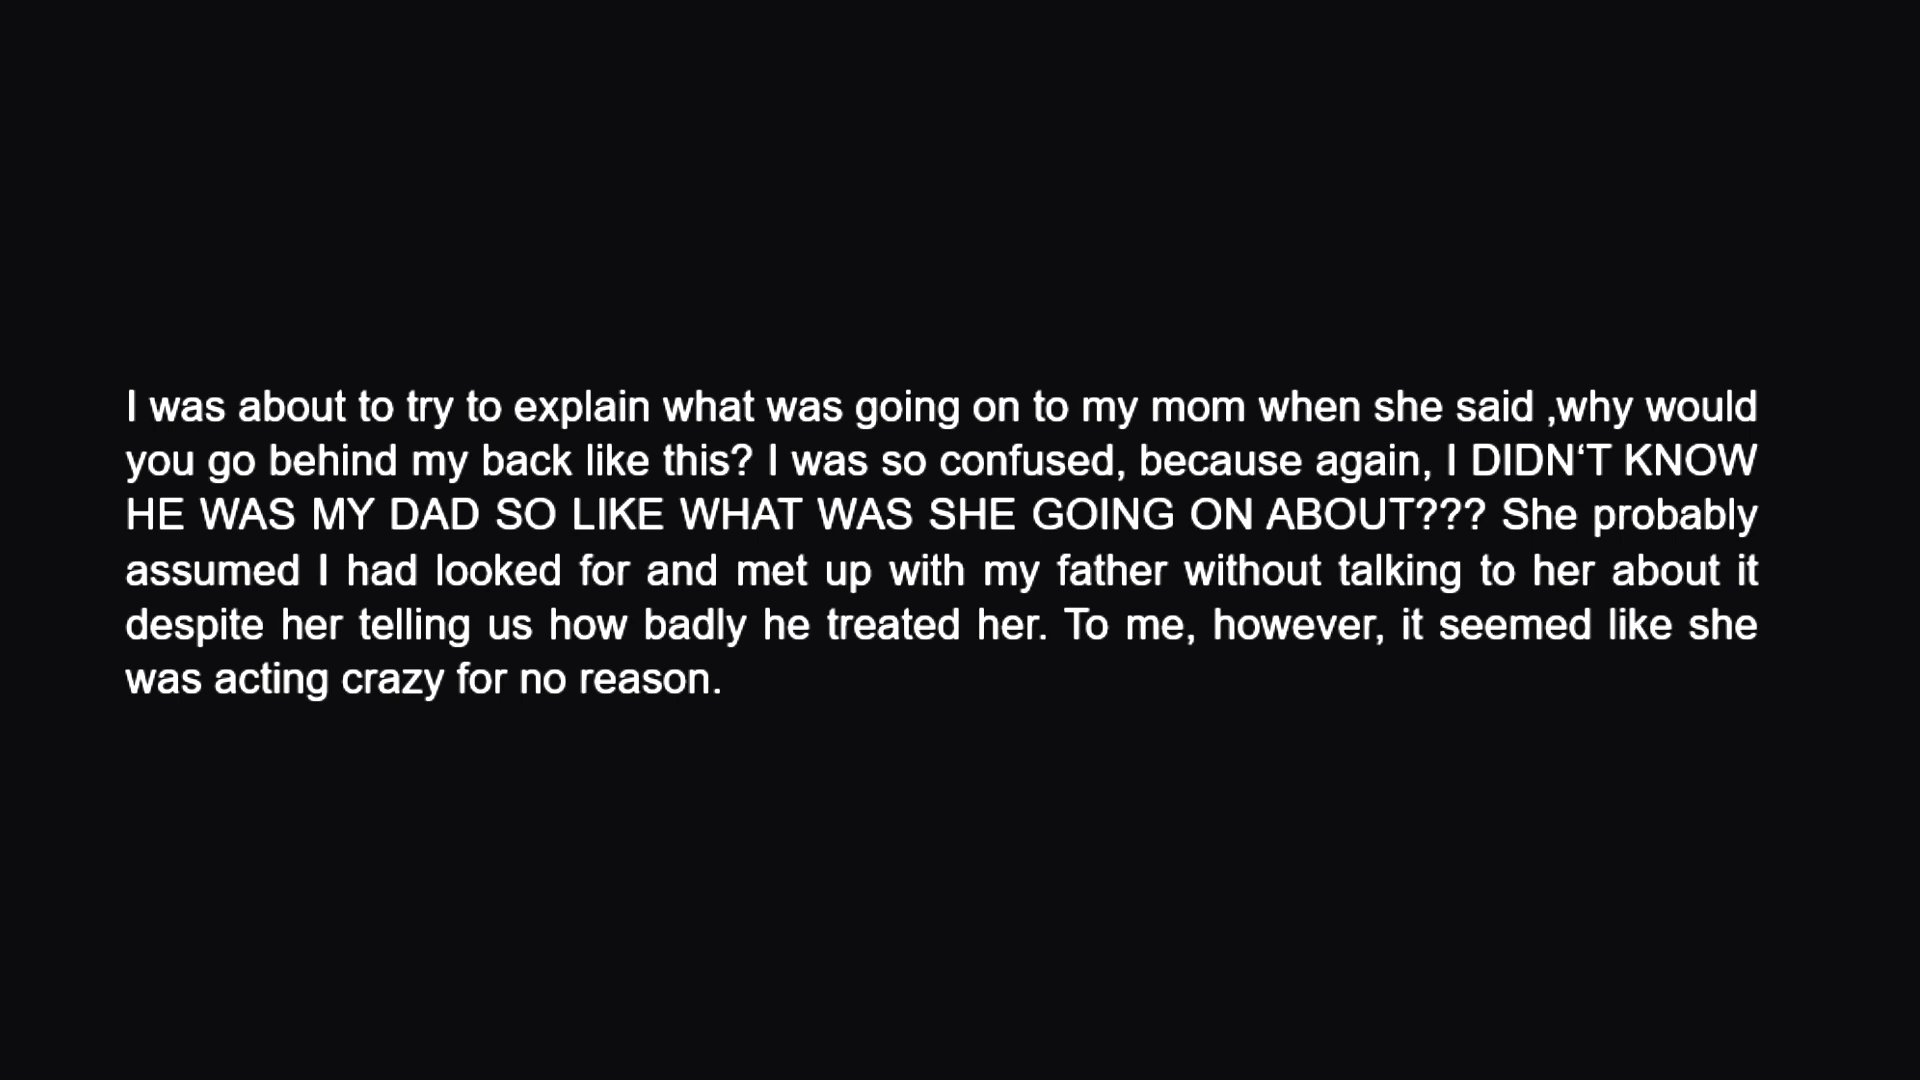 I was about to try to explain what was going on to my mom when she said ,why would
you go behind my back like this? I was so confused, because again, I DIDN‘T KNOW
HE WAS MY DAD SO LIKE WHAT WAS SHE GOING ON ABOUT??? She probably
assumed I had looked for and met up with my father without talking to her about it
despite her telling us how badly he treated her. To me, however, it seemed like she
was acting crazy for no reason.